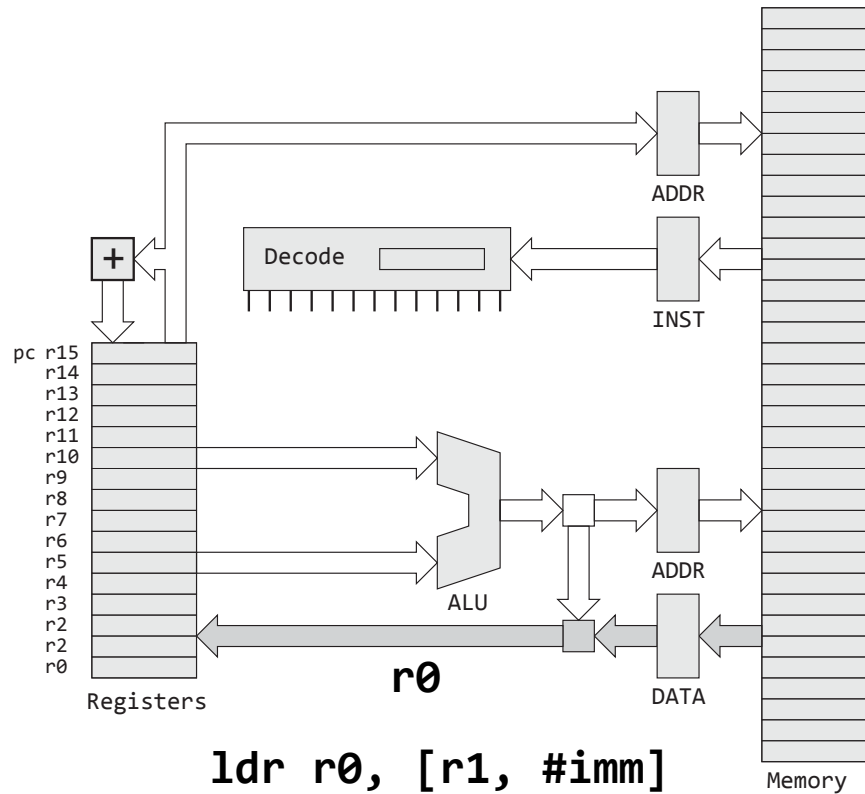 ADDR
+
Decode
INST
pc r15
r14
r13
r12
r11
r10
r9
r8
r7
r6
r5
r4
r3
r2
r2
r0
ALU
ADDR
r0
DATA
Registers
ldr r0, [r1, #imm]
Memory